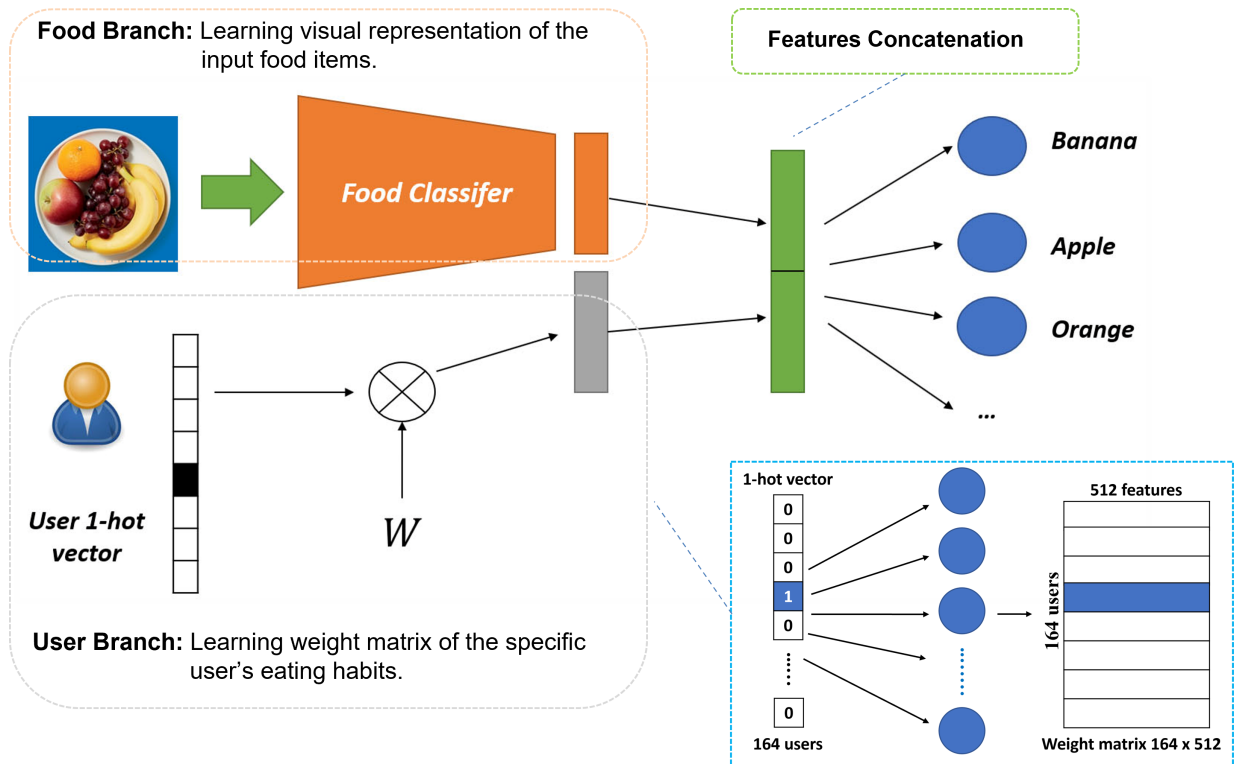 Food Branch: Learning visual representation of the
input food items.
Features Concatenation
Food Classifer
Banana
Apple
Orange
...
User 1-hot
vector
W
User Branch: Learning weight matrix of the specific
user’s eating habits.
1-hot vector
0
0
0
1
0
0
164 users
512 features
164 users
Weight matrix 164 x 512